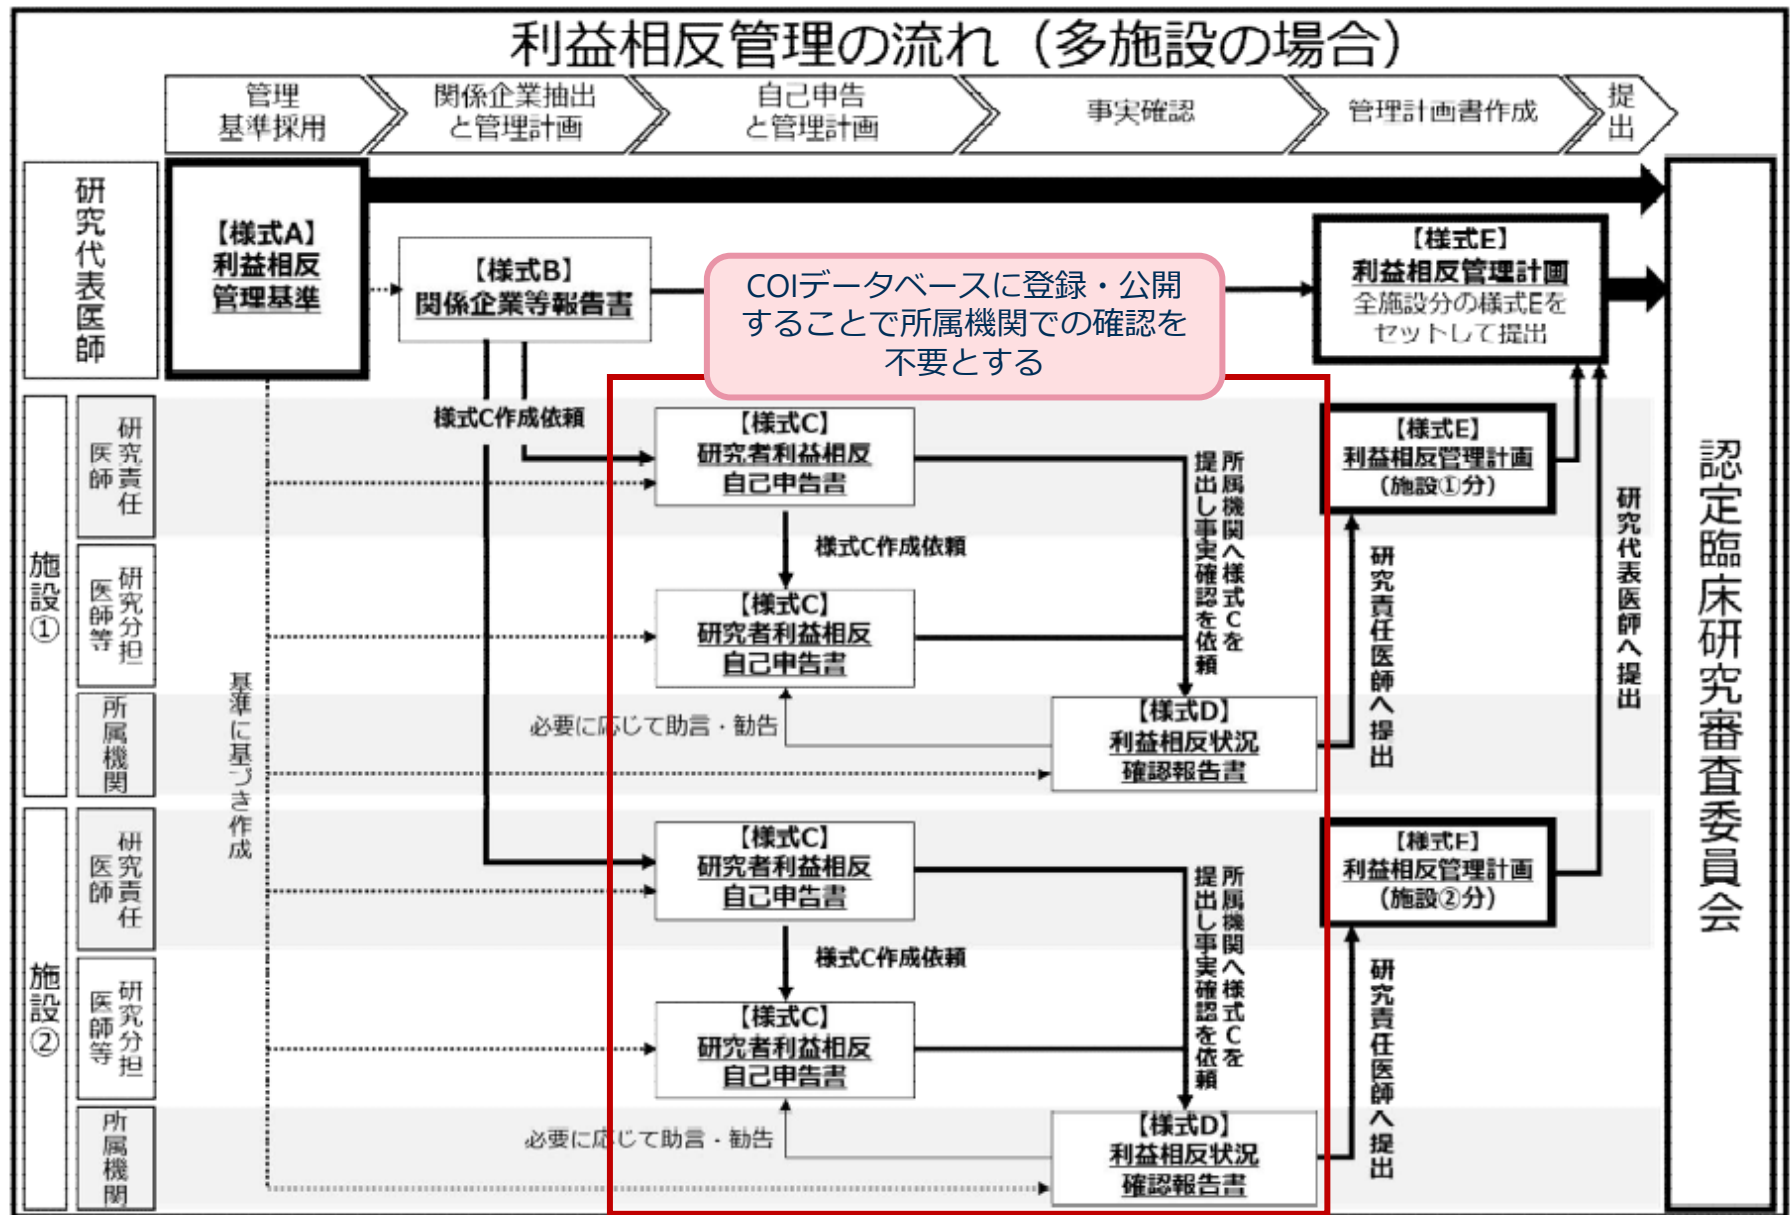 利益相反管理の流れ（多施設の場合）
管理
基準採用
関係企業抽出
と管理計画
自己申告
と管理計画
事実確認
管理計画書作成
提出
研究代表医師
【様式A】
利益相反
管理基準
【様式B】
関係企業等報告書
COIデータベースに登録・公開
することで所属機関での確認を
不要とする
【様式E】
利益相反管理計画
全施設分の様式Eを
セットして提出
認定臨床研究審査委員会
施設①
研究責任
医師
様式C作成依頼
【様式C】
研究者利益相反
自己申告書
所属機関へ様式Cを
提出し事実確認を依頼
【様式E】
利益相反管理計画
（施設①分）
研究代表医師へ提出
様式C作成依頼
研究分担
医師等
【様式C】
研究者利益相反
自己申告書
研究責任医師へ提出
所属機関
基準に基づき作成
必要に応じて助言・勧告
【様式D】
利益相反状況
確認報告書
施設②
研究責任
医師
【様式C】
研究者利益相反
自己申告書
所属機関へ様式Cを
提出し事実確認を依頼
【様式E】
利益相反管理計画
（施設②分）
様式C作成依頼
研究分担
医師等
【様式C】
研究者利益相反
自己申告書
研究責任医師へ提出
所属機関
必要に応じて助言・勧告
【様式D】
利益相反状況
確認報告書